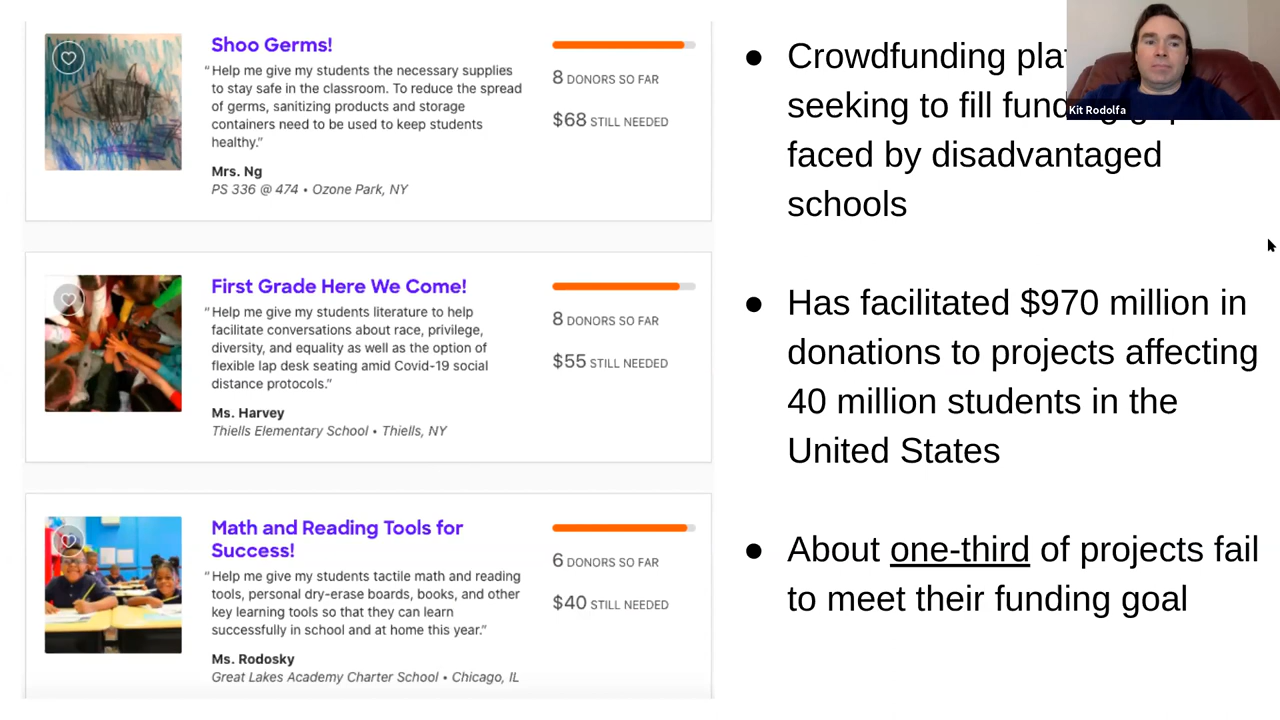 Shoo Germs!
"Help me give my students the necessary supplies
to stay safe in the classroom. To reduce the spread
of germs, sanitizing products and storage
containers need to be used to keep students
healthy."
Mrs. Ng
PS 336 @ 474 • Ozone Park, NY
8 DONORS SO FAR
$68 STILL NEEDED
First Grade Here We Come!
"Help me give my students literature to help
facilitate conversations about race, privilege,
diversity, and equality as well as the option of
flexible lap desk seating amid Covid-19 social
distance protocols."
Ms. Harvey
Thiells Elementary School • Thiells, NY
8 DONORS SO FAR
$55 STILL NEEDED
Math and Reading Tools for
Success!
"Help me give my students tactile math and reading
tools, personal dry-erase boards, books, and other
key learning tools so that they can learn
successfully in school and at home this year."
Ms. Rodosky
Great Lakes Academy Charter School • Chicago, IL
6 DONORS SO FAR
$40 STILL NEEDED
● Crowdfunding
seeking to fill
faced by disadvantaged
schools
● Has facilitated $970 million in
donations to projects affecting
40 million students in the
United States
● About one-third of projects fail
to meet their funding goal
Kit Rodolfa